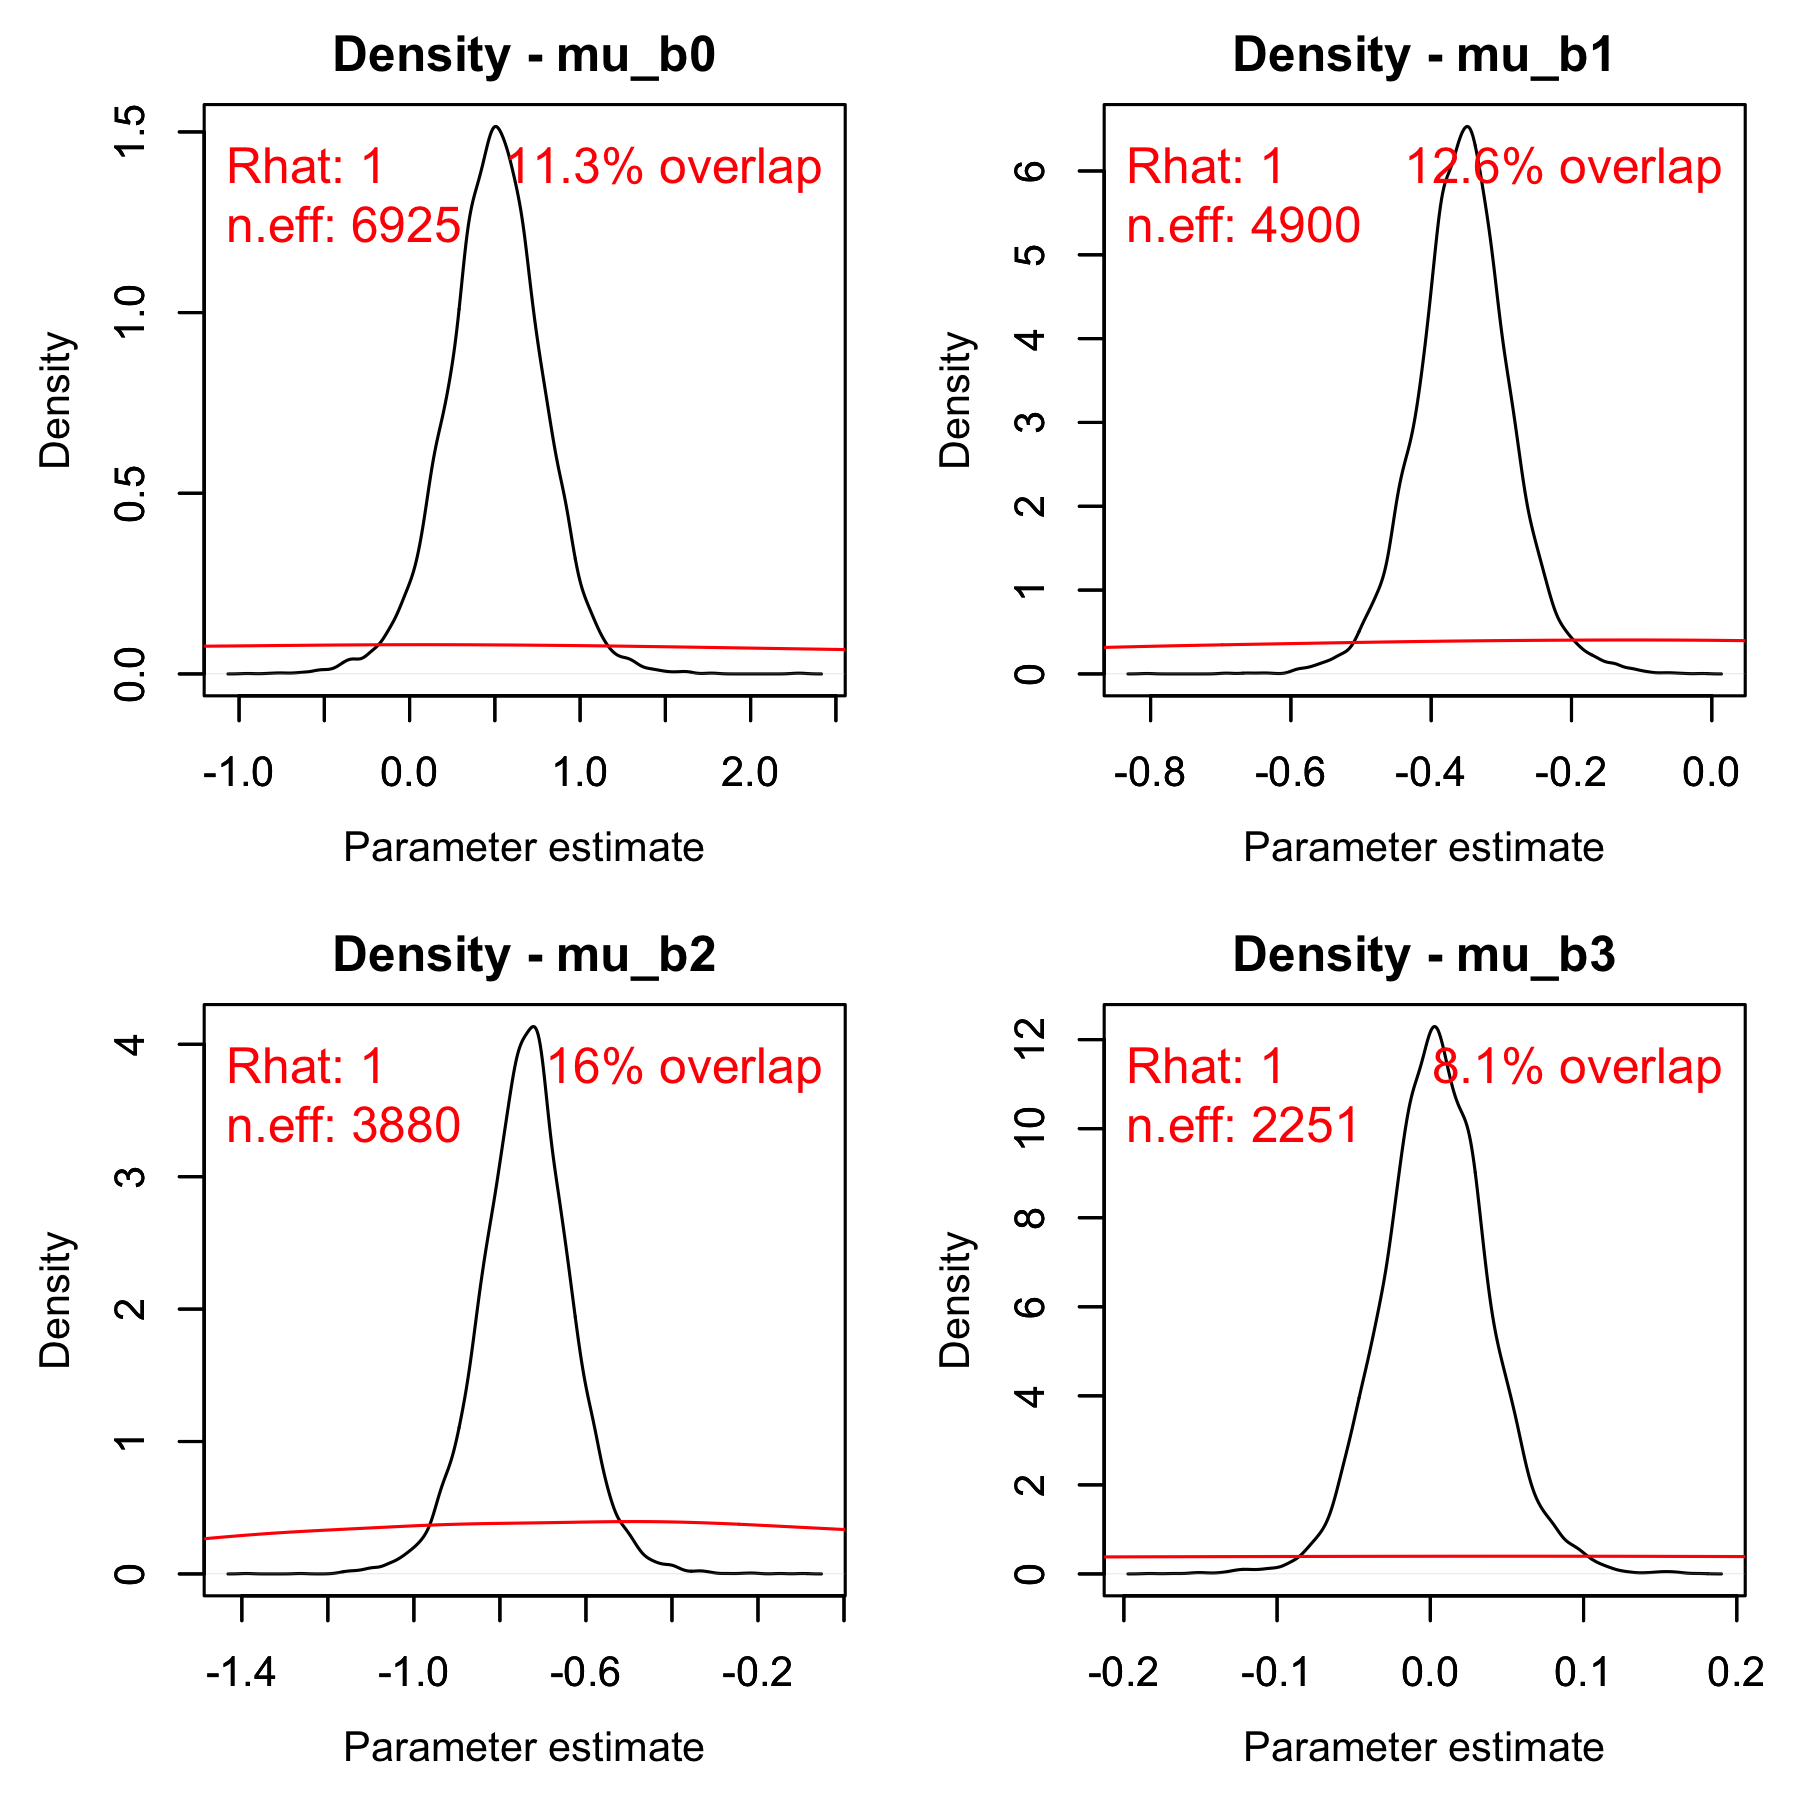 Density - mu_b0
1.5
1.0
0.5
0.0
Density
Rhat: 1
n.eff: 6925
11.3% overlap
-1.0 0.0 1.0 2.0
Parameter estimate
Density - mu_b1
6
5
4
3
2
1
0
Density
Rhat: 1
n.eff: 4900
12.6% overlap
-0.8 -0.6 -0.4 -0.2 0.0
Parameter estimate
Density - mu_b2
4
3
2
1
0
Density
Rhat: 1
n.eff: 3880
16% overlap
-1.4 -1.0 -0.6 -0.2
Parameter estimate
Density - mu_b3
12
10
8
6
4
2
0
Density
Rhat: 1
n.eff: 2251
8.1% overlap
-0.2 -0.1 0.0 0.1 0.2
Parameter estimate